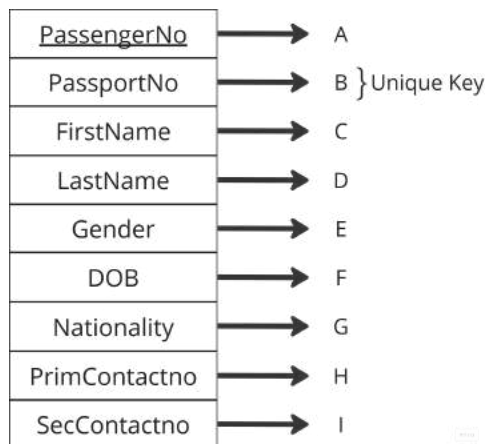 PassengerNo A
PassportNo B } Unique Key
FirstName C
LastName D
Gender E
DOB F
Nationality G
PrimContactno H
SecContactno I